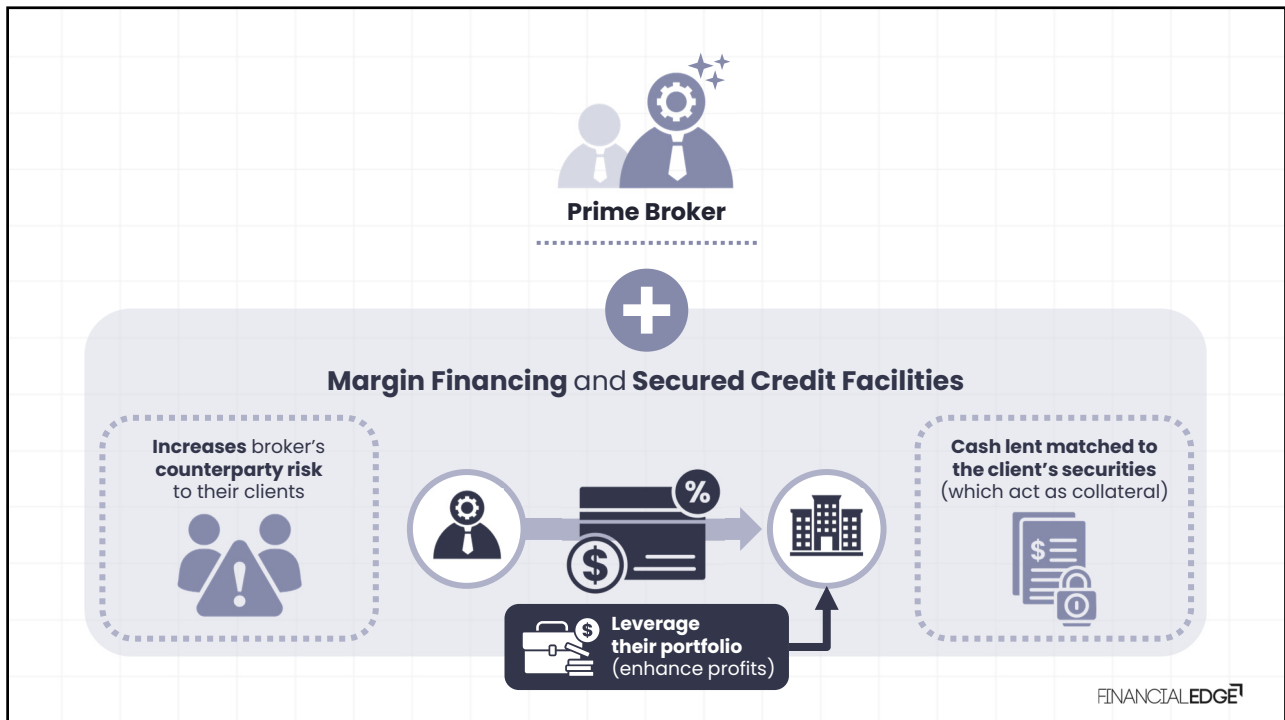 Prime Broker
Margin Financing and Secured Credit Facilities
Increases broker's
counterparty risk
to their clients
%
$
Cash lent matched to
the client's securities
(which act as collateral)
$
$
Leverage
their portfolio
(enhance profits)
FINANCIALEDGE